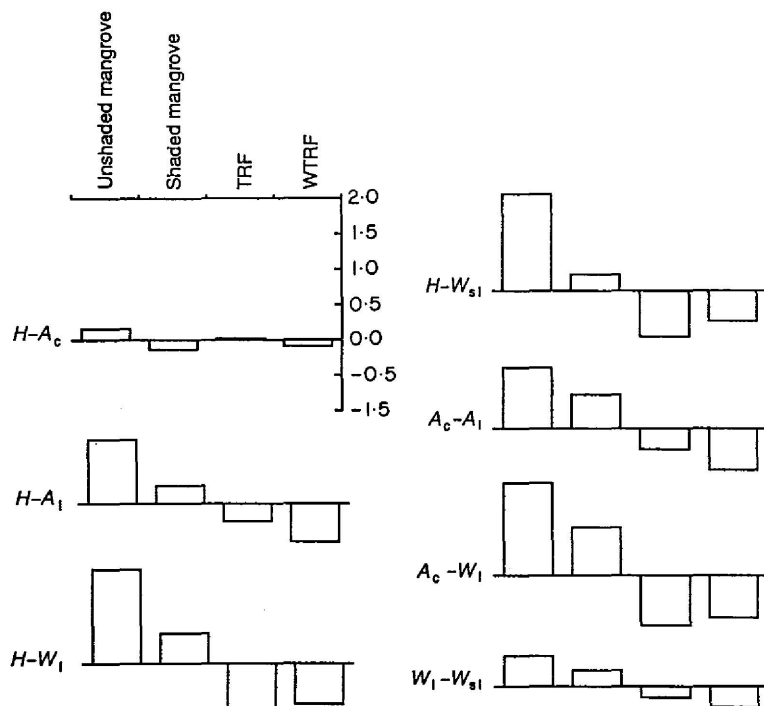 Unshaded mangrove
Shaded mangrove
TRF
WTRF
2·0
1·5
1·0
0·5
0·0
-0·5
-1·5
H-Ac
H-Al
H-Wl
H-Wsl
Ac-Al
Ac-Wl
Wl-Wsl